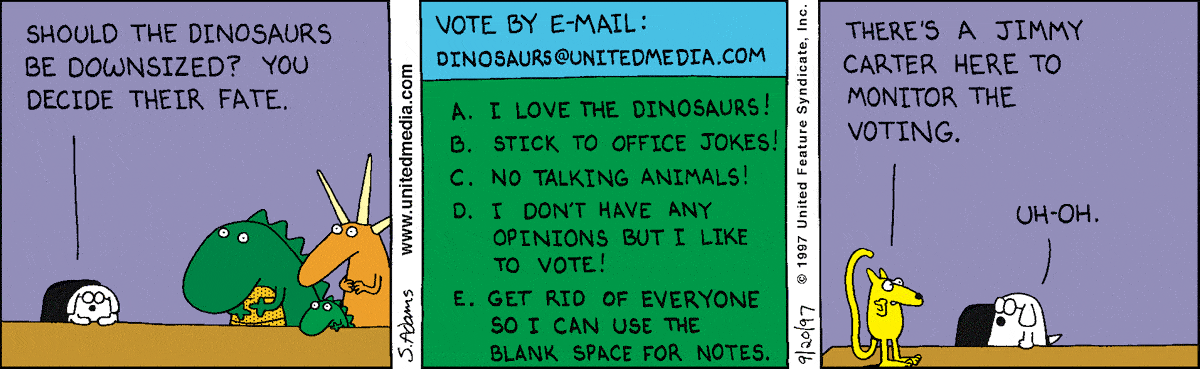 SHOULD THE DINOSAURS
BE DOWNSIZED? YOU
DECIDE THEIR FATE.
www.unitedmedia.com
S.Adams
VOTE BY E-MAIL:
DINOSAURS@UNITEDMEDIA.COM
A. I LOVE THE DINOSAURS!
B. STICK TO OFFICE JOKES!
C. NO TALKING ANIMALS!
D. I DON'T HAVE ANY
OPINIONS BUT I LIKE
TO VOTE!
E. GET RID OF EVERYONE
SO I CAN USE THE
BLANK SPACE FOR NOTES.
© 1997 United Feature Syndicate, Inc.
9/20/97
THERE'S A JIMMY
CARTER HERE TO
MONITOR THE
VOTING.
UH-OH.